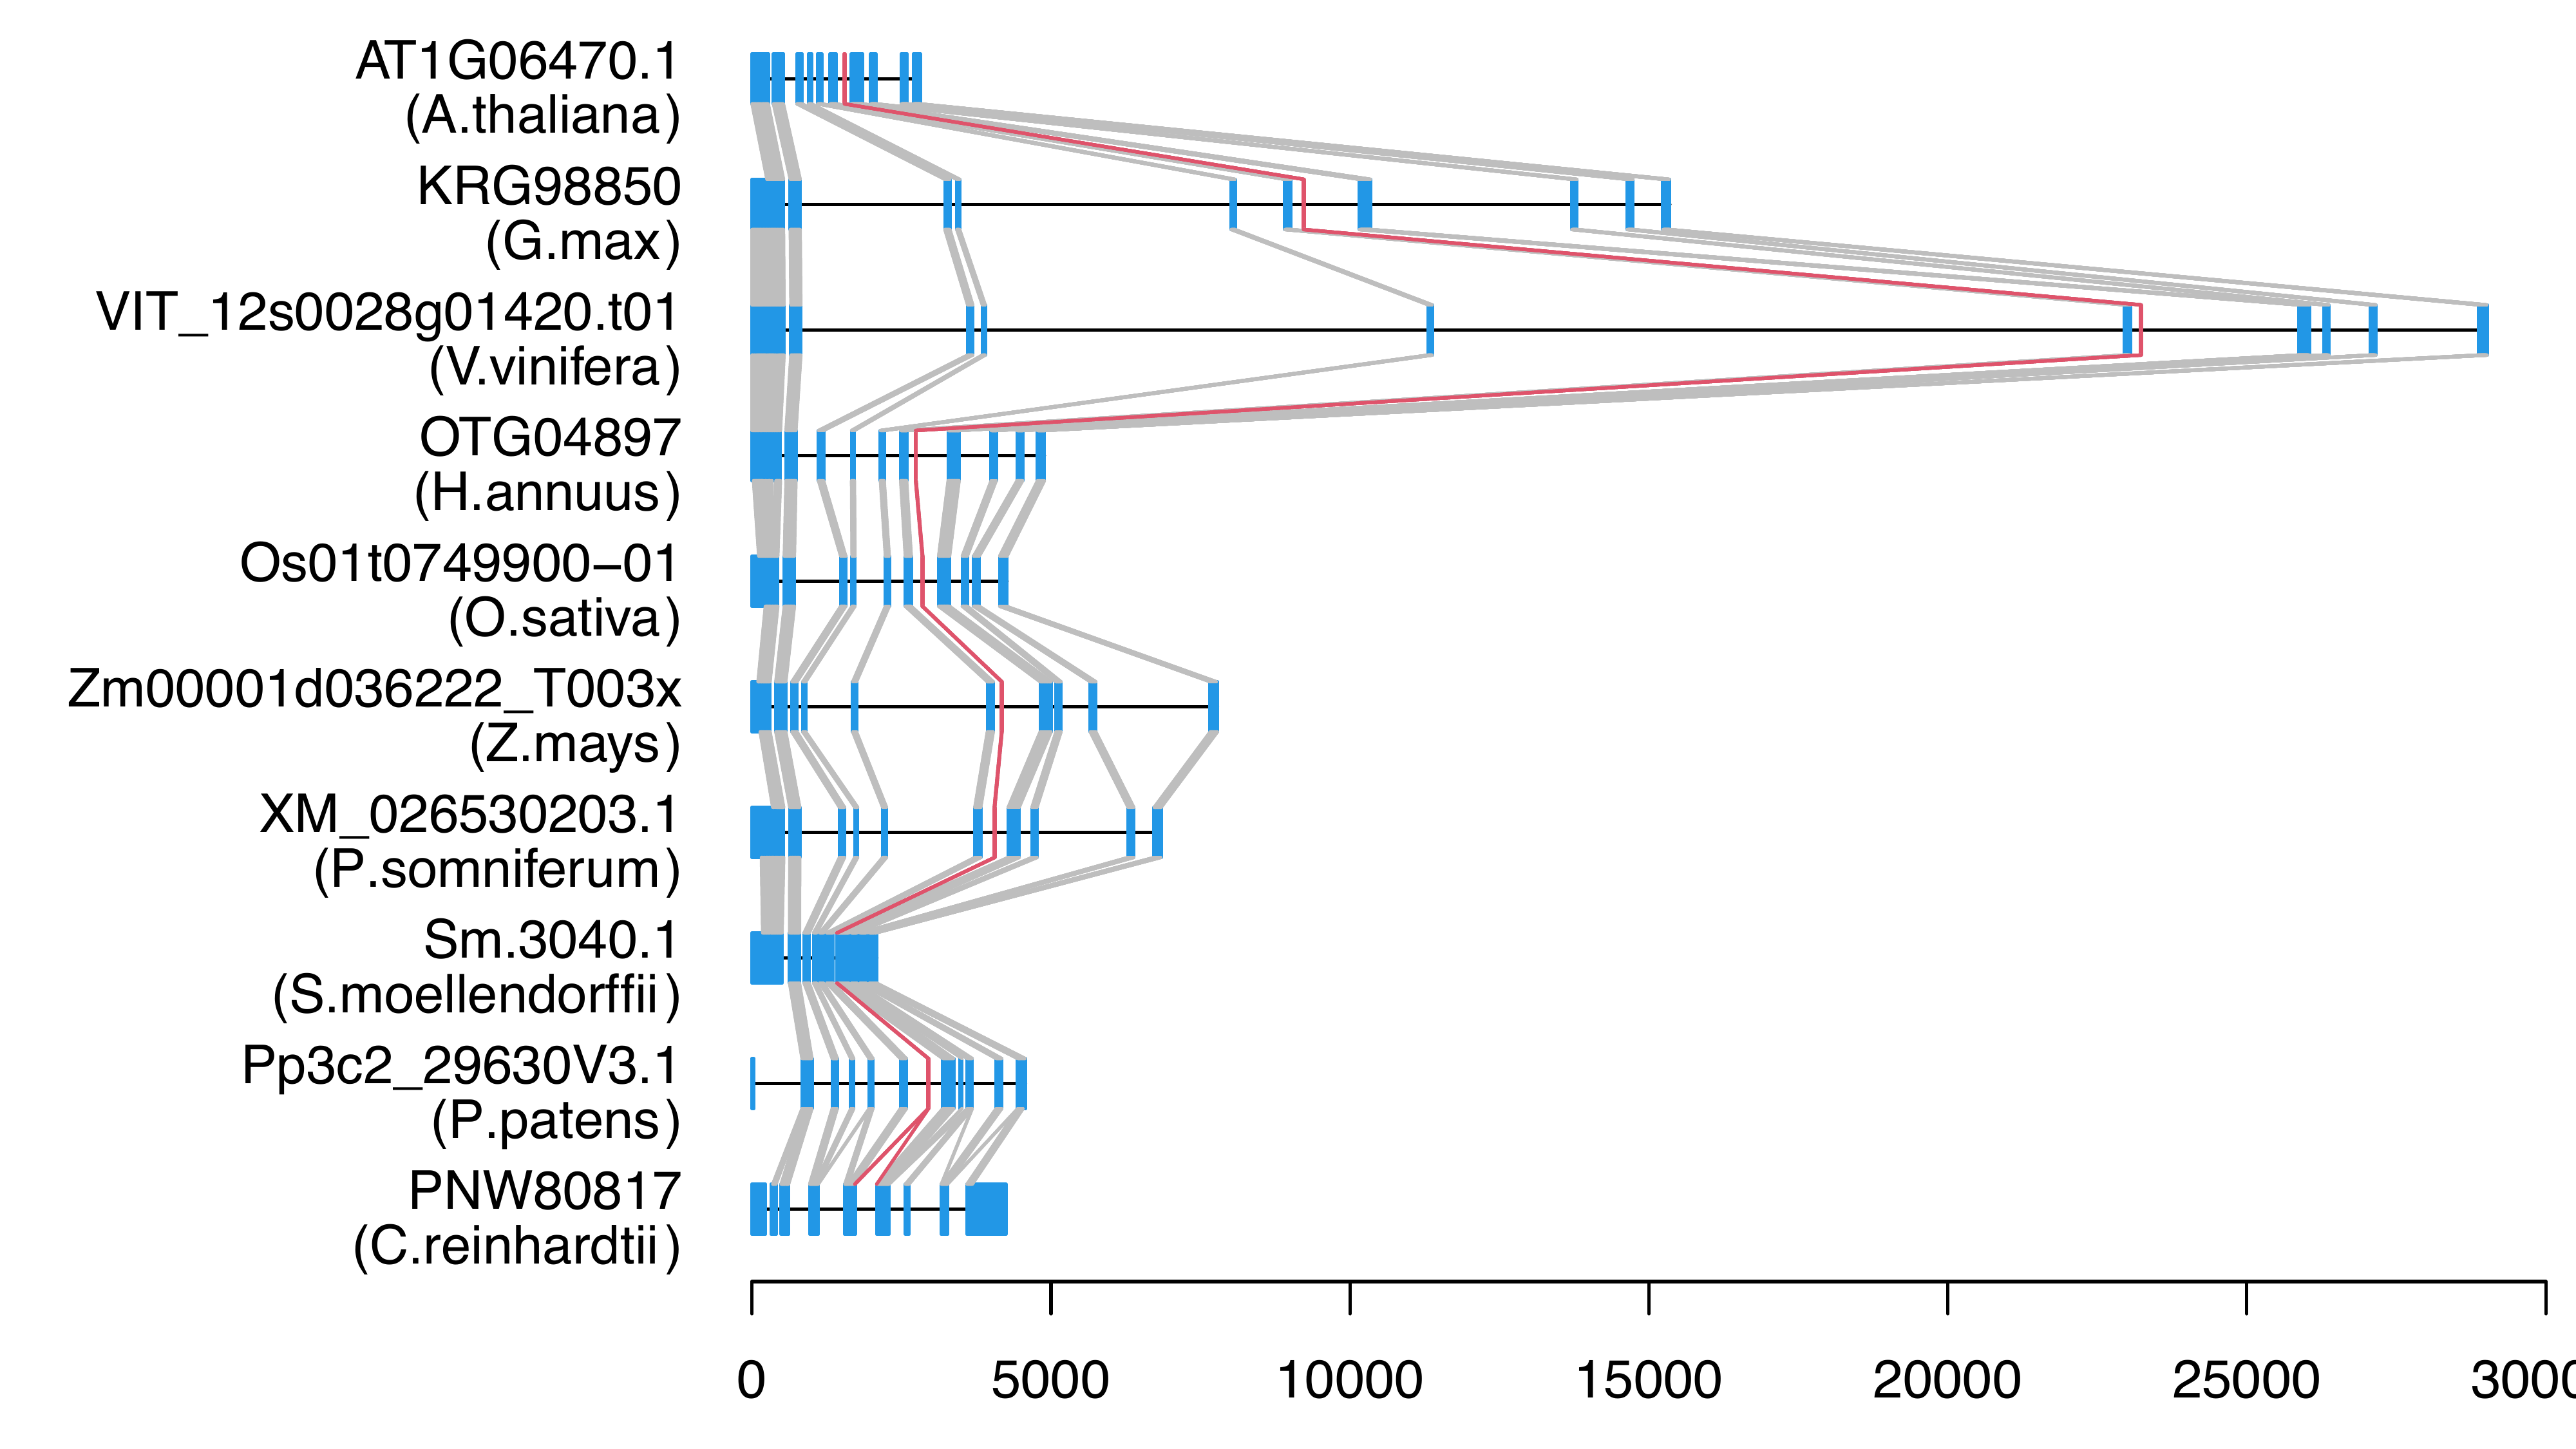 AT1G06470.1
(A.thaliana)
KRG98850
(G.max)
VIT_12s0028g01420.t01
(V.vinifera)
OTG04897
(H.annuus)
Os01t0749900−01
(O.sativa)
Zm00001d036222_T003x
(Z.mays)
XM_026530203.1
(P.somniferum)
Sm.3040.1
(S.moellendorffii)
Pp3c2_29630V3.1
(P.patens)
PNW80817
(C.reinhardtii)
0 5000 10000 15000 20000 25000 3000